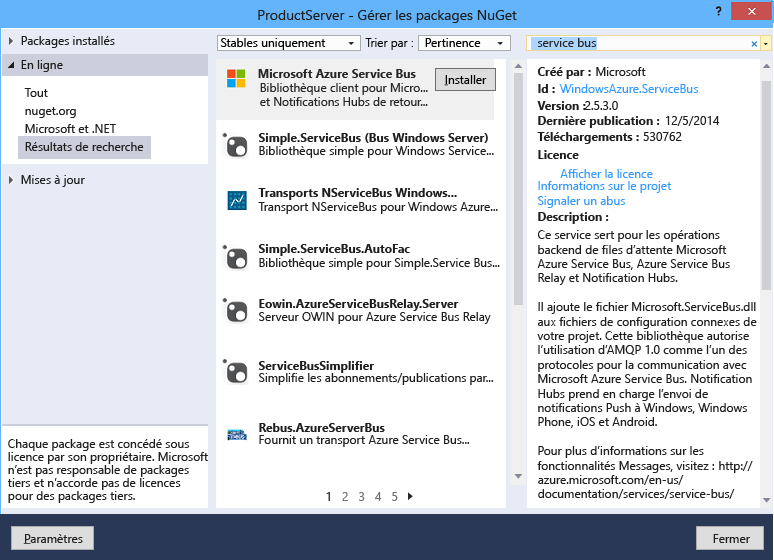 ProductServer - Gérer les packages NuGet
?
Packages installés
En ligne
Tout
nuget.org
Microsoft et .NET
Résultats de recherche
Mises à jour
Chaque package est concédé sous
licence par son propriétaire. Microsoft
n'est pas responsable de packages
tiers et n'accorde pas de licences
pour des packages tiers.
Stables uniquement
Trier par :
Pertinence
service bus
Microsoft Azure Service Bus
Bibliothèque client pour Micro...
et Notifications Hubs de retour...
Installer
Simple.ServiceBus (Bus Windows Server)
Bibliothèque simple pour Windows Service...
Transports NServiceBus Windows...
Transport NServiceBus pour Windows Azure...
Simple.ServiceBus.AutoFac
Bibliothèque simple pour Simple.Service Bus...
Eowin.AzureServiceBusRelay.Server
Serveur OWIN pour Azure Service Bus Relay
ServiceBusSimplifier
Simplifie les abonnements/publications par...
Rebus.AzureServerBus
Fournit un transport Azure Service Bus...
1 2 3 4 5
Créé par : Microsoft
Id : WindowsAzure.ServiceBus
Version :2.5.3.0
Dernière publication : 12/5/2014
Téléchargements : 530762
Licence
Afficher la licence
Informations sur le projet
Signaler un abus
Description :
Ce service sert pour les opérations
backend de files d'attente Microsoft
Azure Service Bus, Azure Service Bus
Relay et Notification Hubs.
Il ajoute le fichier Microsoft.ServiceBus.dll
aux fichiers de configuration connexes de
votre projet. Cette bibliothèque autorise
l'utilisation d'AMQP 1.0 comme l'un des
protocoles pour la communication avec
Microsoft Azure Service Bus. Notification
Hubs prend en charge l'envoi de
notifications Push à Windows, Windows
Phone, iOS et Android.
Pour plus d'informations sur les
fonctionnalités Messages, visitez : http://
azure.microsoft.com/en-us/
documentation/services/service-bus/
Paramètres
Fermer